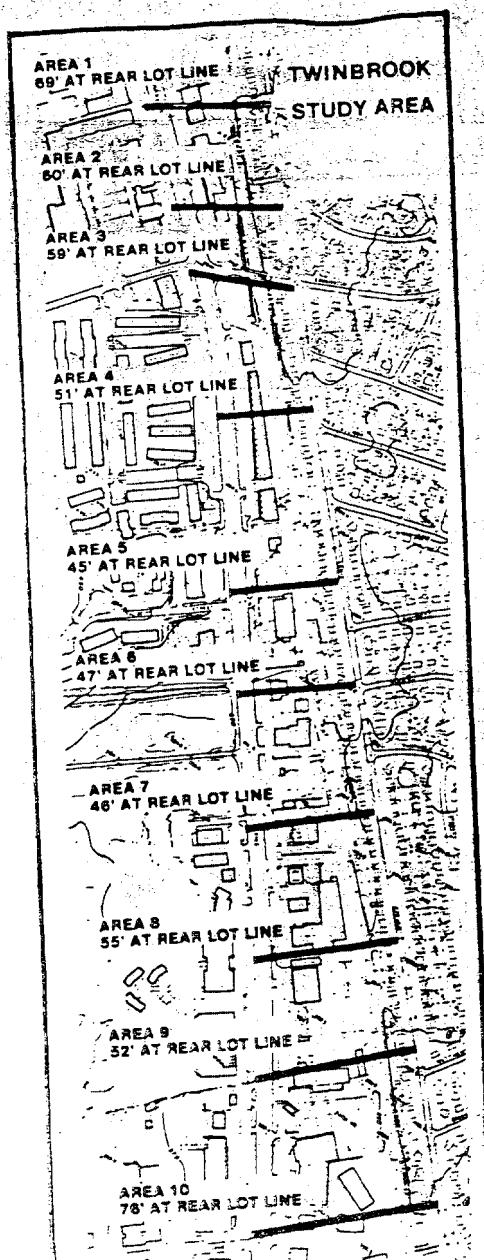 AREA 1
69' AT REAR LOT LINE
TWINBROOK
STUDY AREA
AREA 2
60' AT REAR LOT LINE
AREA 3
59' AT REAR LOT LINE
AREA 4
51' AT REAR LOT LINE
AREA 5
45' AT REAR LOT LINE
AREA 6
47' AT REAR LOT LINE
AREA 7
46' AT REAR LOT LINE
AREA 8
55' AT REAR LOT LINE
AREA 9
52' AT REAR LOT LINE
AREA 10
76' AT REAR LOT LINE